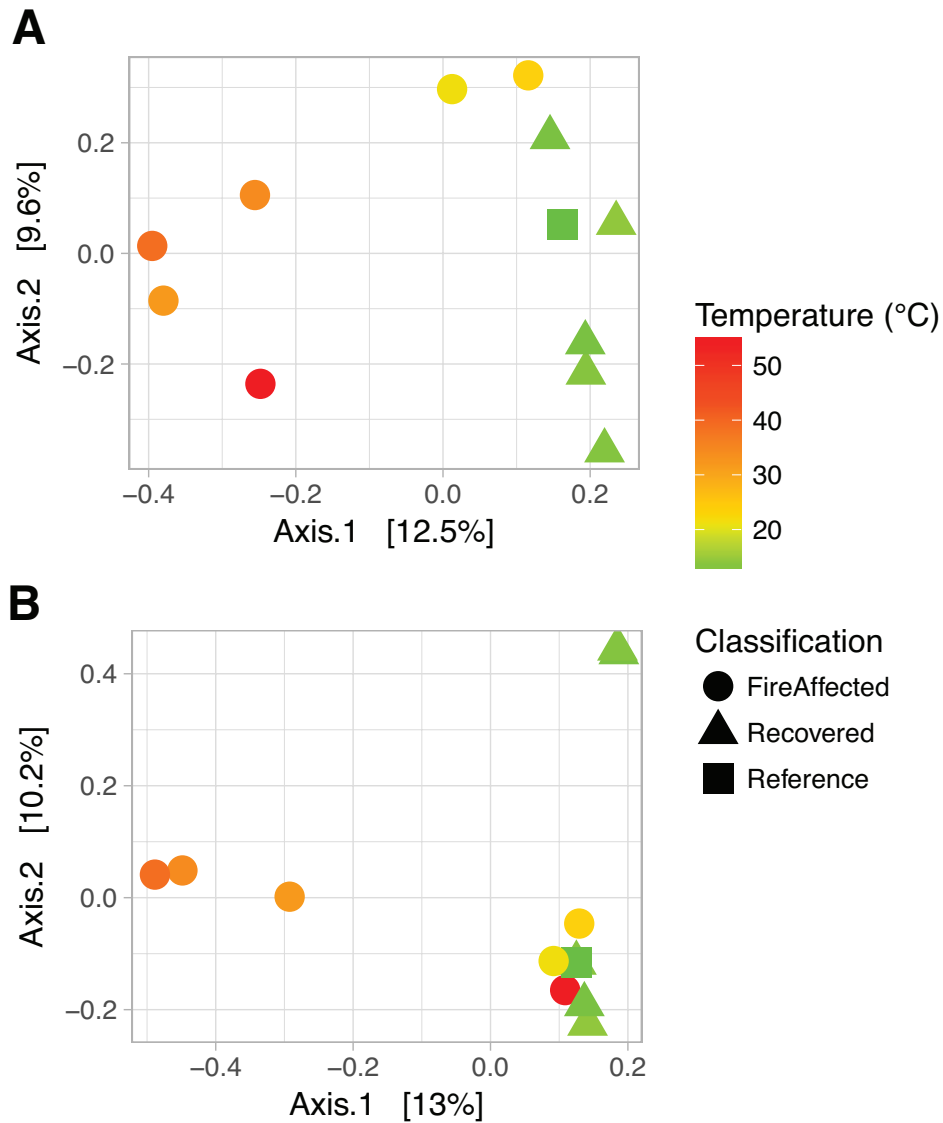 A
Axis.2 [9.6%]
0.2
0.0
−0.2
−0.4
−0.2
0.0
0.2
Axis.1 [12.5%]
Temperature (°C)
50
40
30
20
B
Axis.2 [10.2%]
0.4
0.2
0.0
−0.2
−0.4
−0.2
0.0
0.2
Axis.1 [13%]
Classification
FireAffected
Recovered
Reference